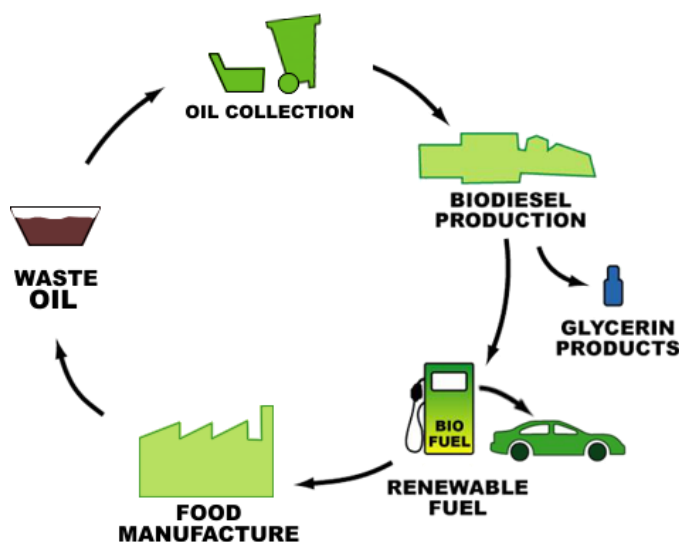 OIL COLLECTION
BIODIESEL
PRODUCTION
WASTE
OIL
GLYCERIN
PRODUCTS
BIO
FUEL
RENEWABLE
FUEL
FOOD
MANUFACTURE